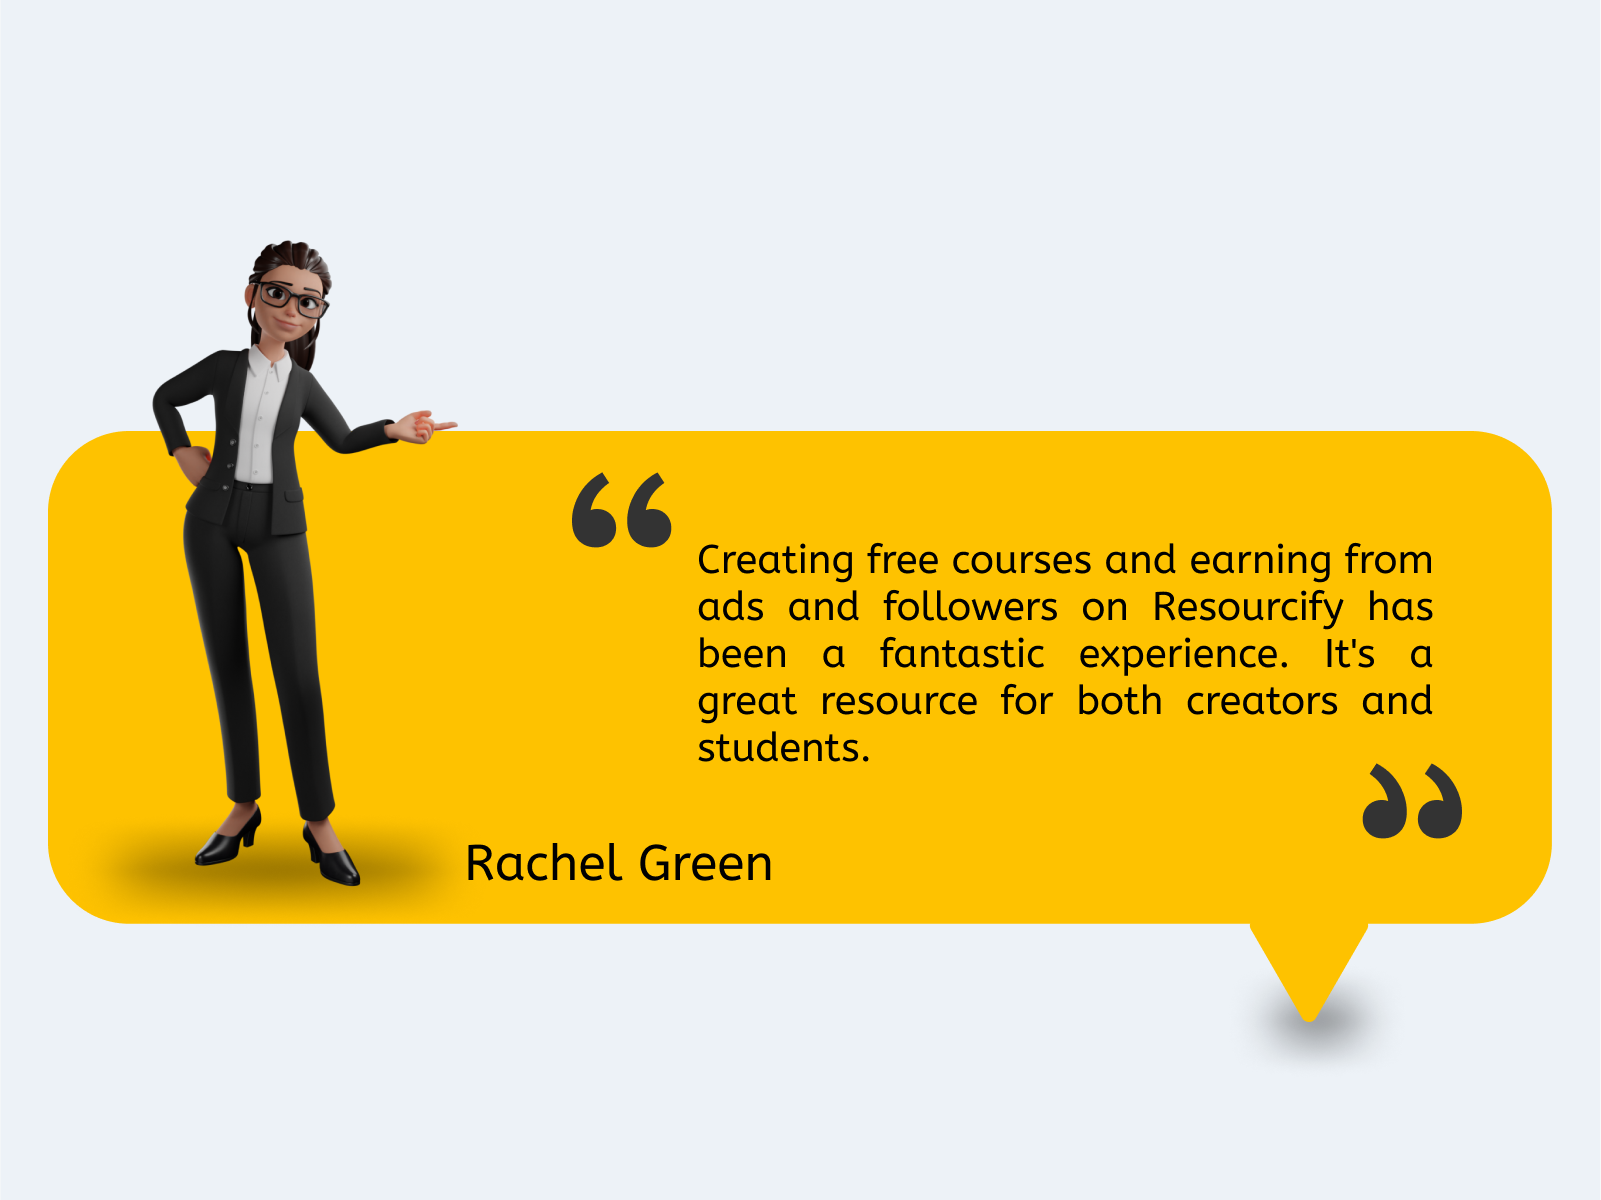 “
Creating free courses and earning from
ads and followers on Resourcify has
been a fantastic experience. It's a
great resource for both creators and
students.
”
Rachel Green